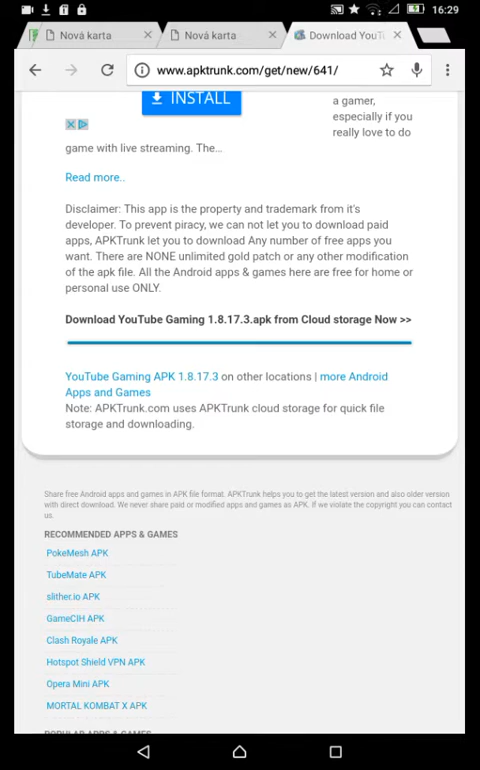 16:29
Nová karta
Nová karta
Download YouT
www.apktrunk.com/get/new/641/
INSTALL
a gamer,
especially if you
really love to do
game with live streaming. The...
Read more..
Disclaimer: This app is the property and trademark from it's
developer. To prevent piracy, we can not let you to download paid
apps, APKTrunk let you to download Any number of free apps you
want. There are NONE unlimited gold patch or any other modification
of the apk file. All the Android apps & games here are free for home or
personal use ONLY.
Download YouTube Gaming 1.8.17.3.apk from Cloud storage Now >>
YouTube Gaming APK 1.8.17.3 on other locations | more Android
Apps and Games
Note: APKTrunk.com uses APKTrunk cloud storage for quick file
storage and downloading.
Share free Android apps and games in APK file format. APKTrunk helps you to get the latest version and also older version
with direct download. We never share paid or modified apps and games as APK. If we violate the copyright you can contact
us.
RECOMMENDED APPS & GAMES
PokeMesh APK
TubeMate APK
slither.io APK
GameCIH APK
Clash Royale APK
Hotspot Shield VPN APK
Opera Mini APK
MORTAL KOMBAT X APK
POPULAR APPS & GAMES